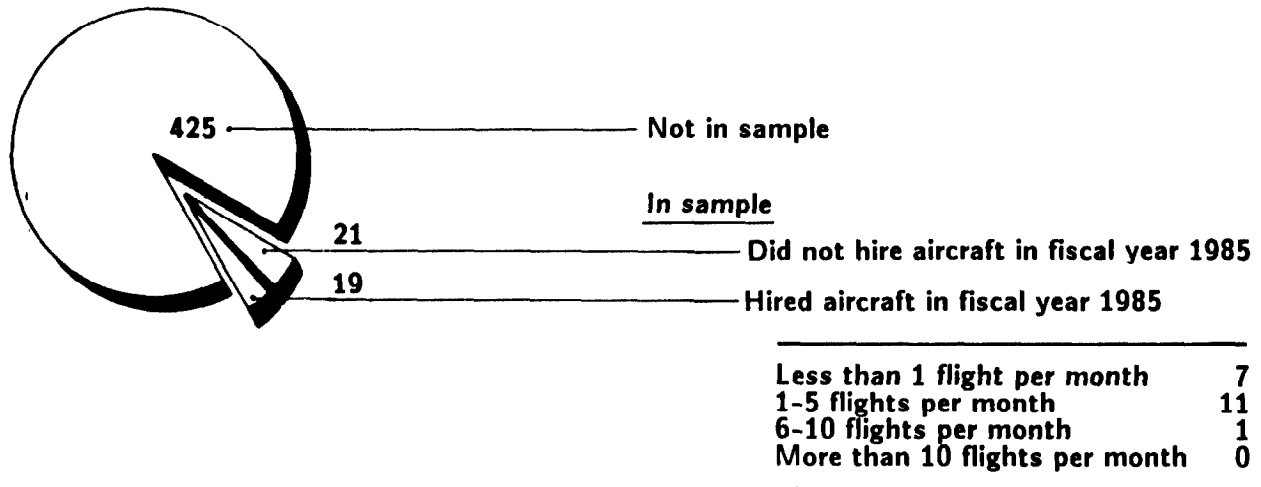 425 Not in sample
In sample
21 Did not hire aircraft in fiscal year 1985
19 Hired aircraft in fiscal year 1985
Less than 1 flight per month 7
1-5 flights per month 11
6-10 flights per month 1
More than 10 flights per month 0